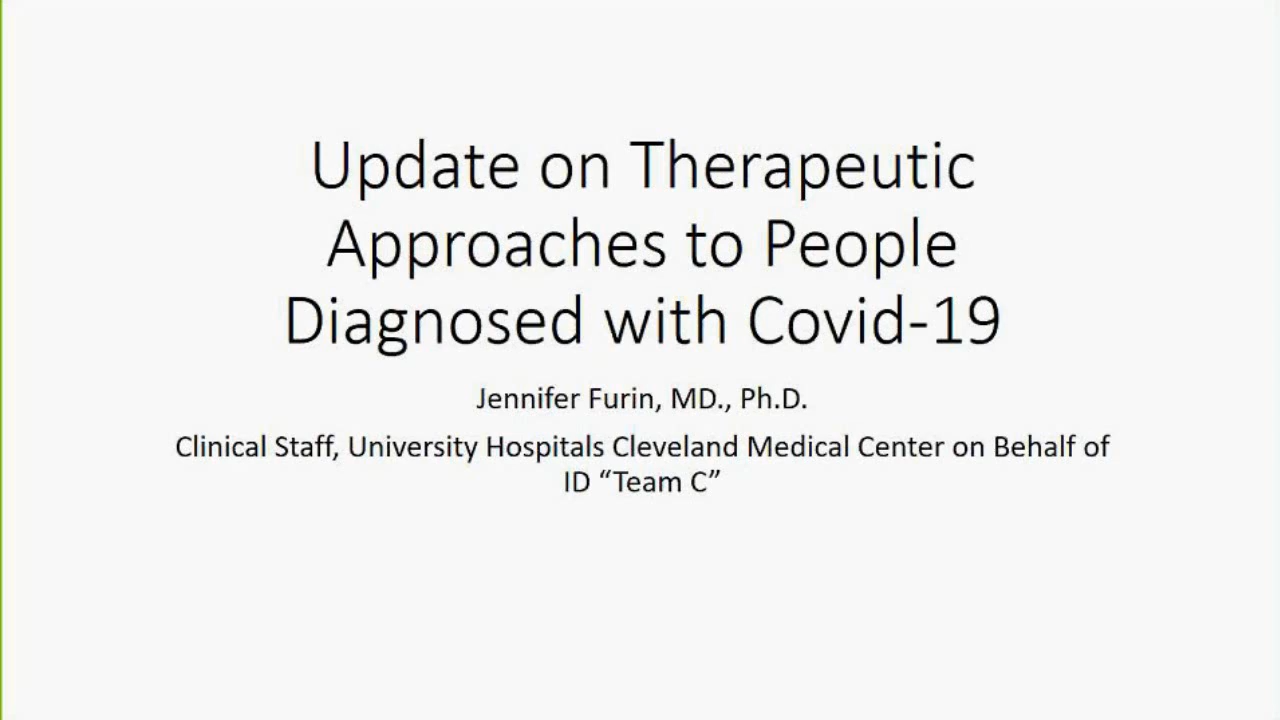 Update on Therapeutic
Approaches to People
Diagnosed with Covid-19
Jennifer Furin, MD., Ph.D.
Clinical Staff, University Hospitals Cleveland Medical Center on Behalf of
ID “Team C”